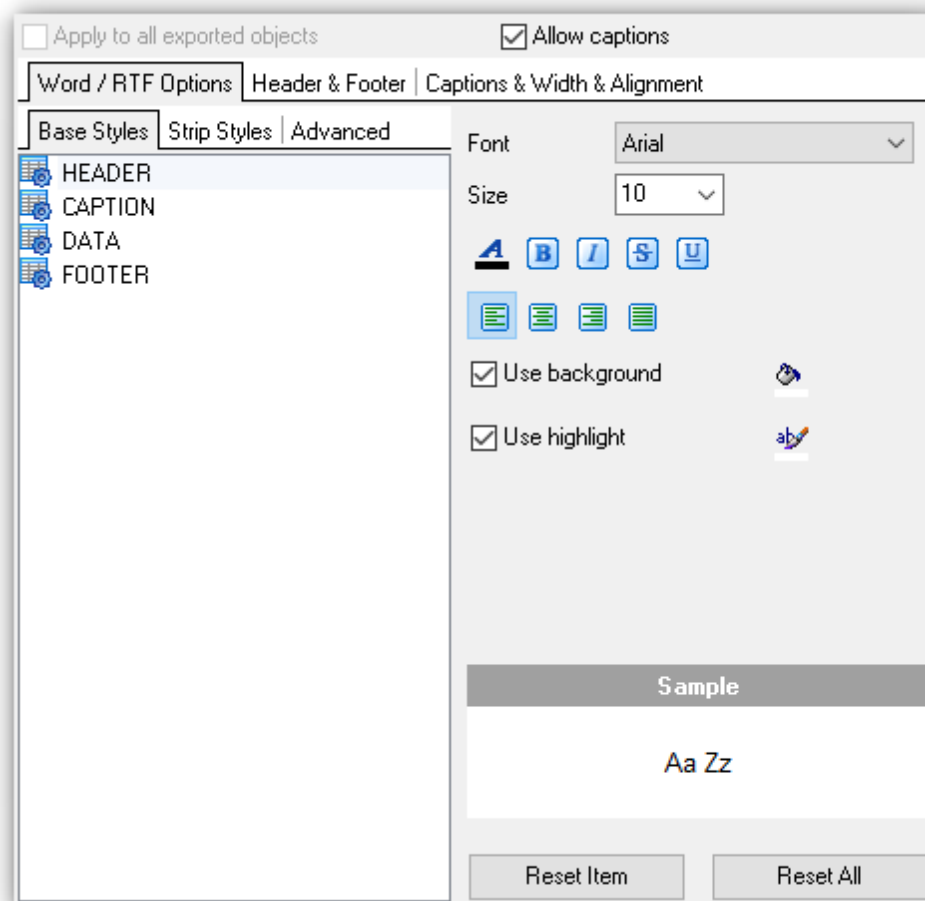 Apply to all exported objects
Allow captions
Word / RTF Options
Header & Footer
Captions & Width & Alignment
Base Styles
Strip Styles
Advanced
HEADER
CAPTION
DATA
FOOTER
Font
Arial
Size
10
A
B
I
S
U
Use background
Use highlight
ab
Sample
Aa Zz
Reset Item
Reset All